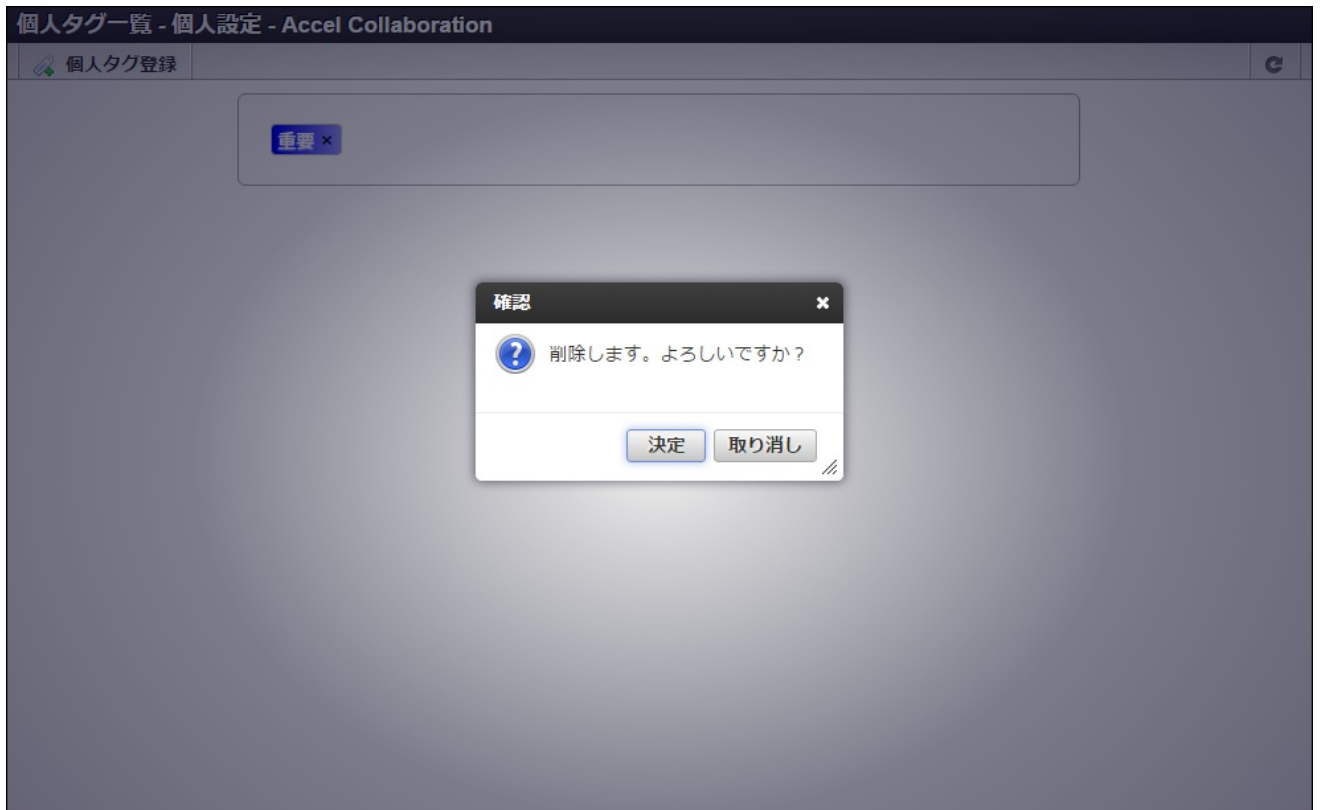 個人タグ一覧 - 個人設定 - Accel Collaboration
個人タグ登録
重要 ×
確認
削除します。よろしいですか？
決定 取り消し